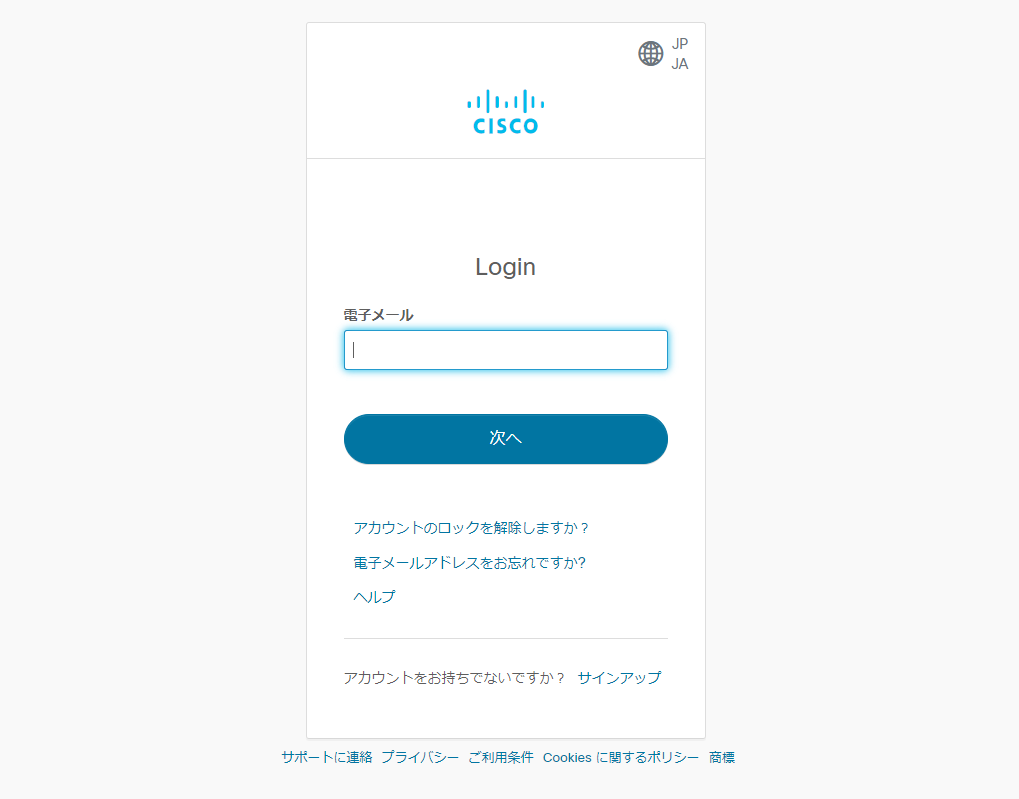 JP
JA
CISCO
Login
電子メール
次へ
アカウントのロックを解除しますか？
電子メールアドレスをお忘れですか?
ヘルプ
アカウントをお持ちでないですか？ サインアップ
サポートに連絡 プライバシー ご利用条件 Cookies に関するポリシー 商標